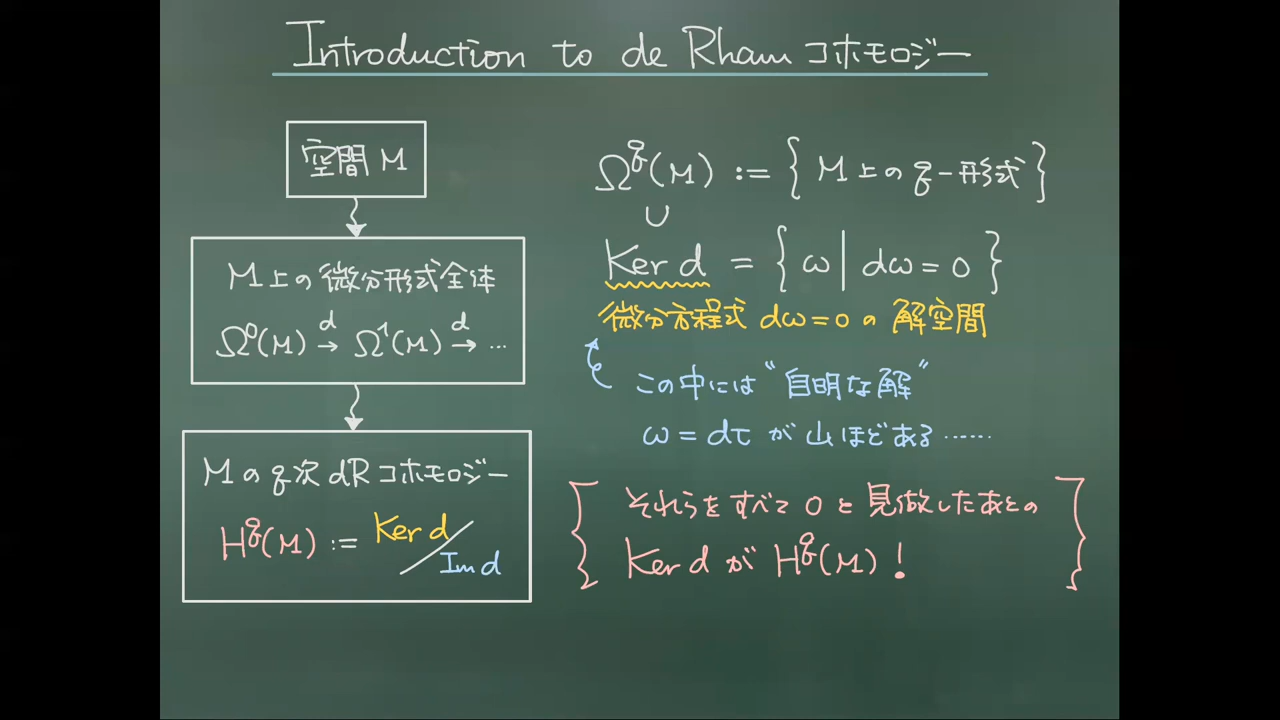 Introduction to de Rham コホモロジー
空間 M
M上の微分形式全体
Ω⁰(M) →d Ω¹(M) →d …
Mのq次dRコホモロジー
H^q(M) := Ker d / Im d
Ω^q(M) := { M上のq-形式 }
∪
Ker d = { ω | dω = 0 }
微分方程式 dω=0 の 解空間
この中には “自明な解”
ω = dτ が 山ほどある ……
それらをすべて 0 と 見做したあとの
Ker d が H^q(M) !